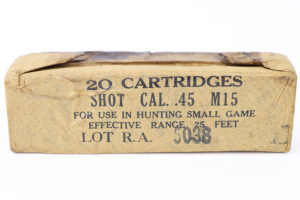 20 CARTRIDGES
SHOT CAL. .45 M15
FOR USE IN HUNTING SMALL GAME
EFFECTIVE RANGE 25 FEET
LOT R.A. 5038